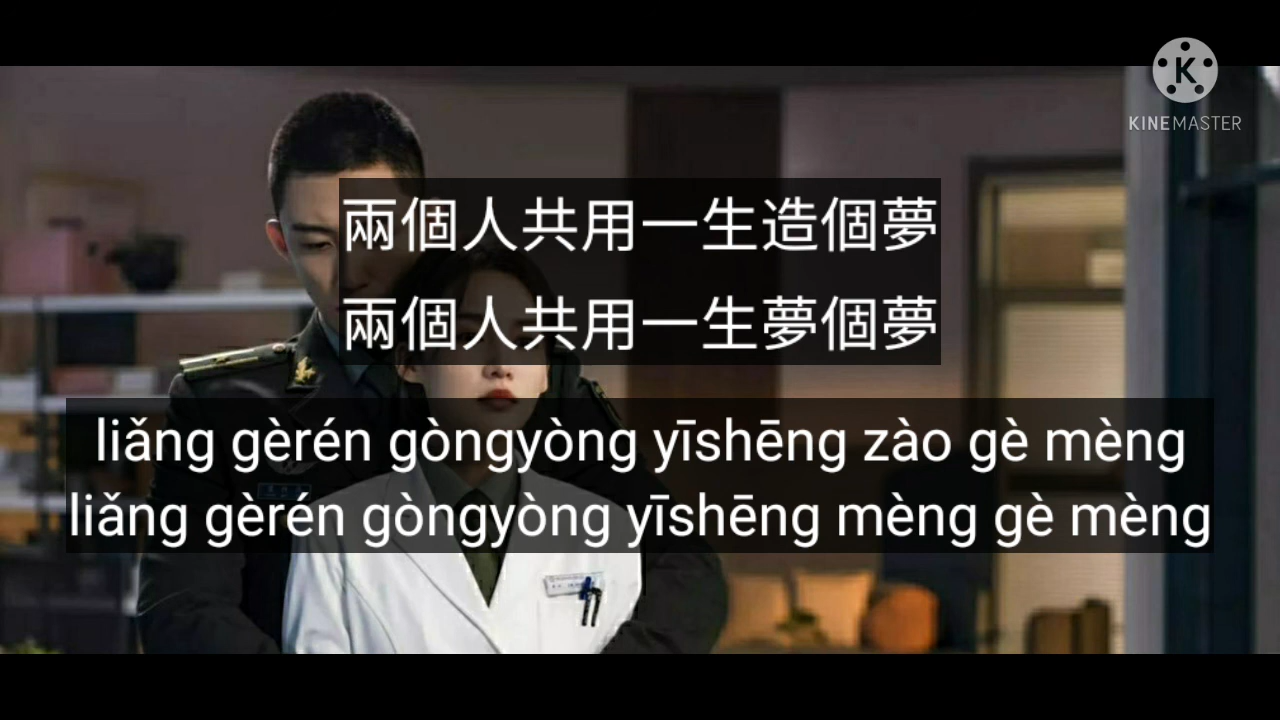 KINEMASTER
兩個人共用一生造個夢
兩個人共用一生夢個夢
liǎng gèrén gòngyòng yīshēng zào gè mèng
liǎng gèrén gòngyòng yīshēng mèng gè mèng